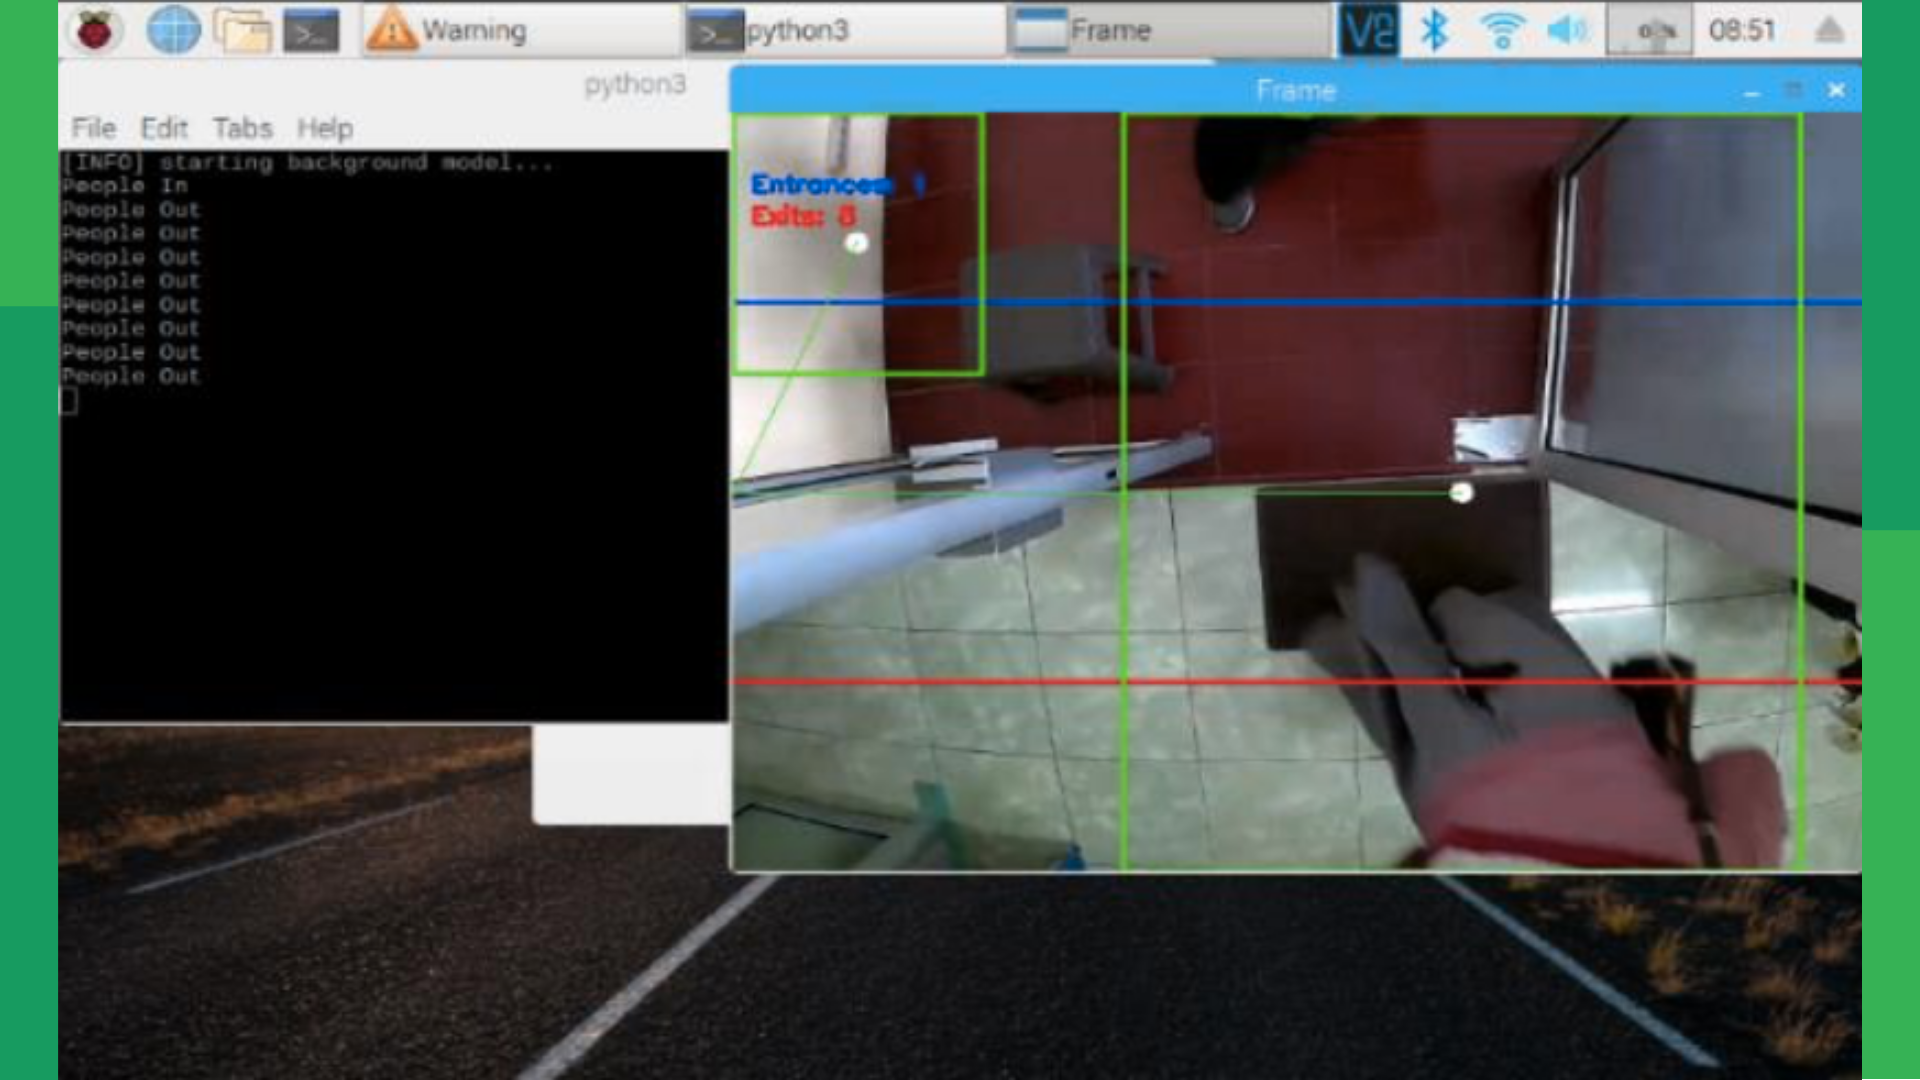 Warning
python3
Frame
0%
08:51
python3
Frame
File Edit Tabs Help
[INFO] starting background model...
People In
People Out
People Out
People Out
People Out
People Out
People Out
People Out
People Out
Entrances: 1
Exits: 8